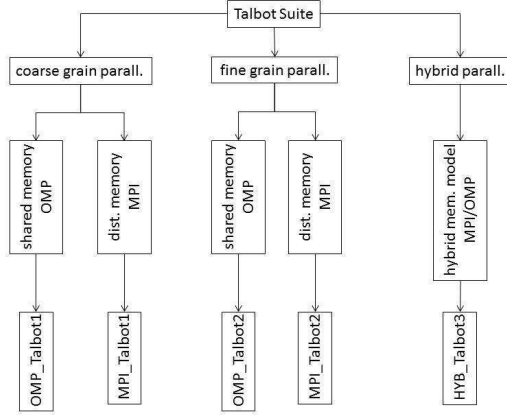 Talbot Suite
coarse grain parall.
fine grain parall.
hybrid parall.
shared memory
OMP
dist. memory
MPI
shared memory
OMP
dist. memory
MPI
hybrid mem. model
MPI/OMP
OMP_Talbot1
MPI_Talbot1
OMP_Talbot2
MPI_Talbot2
HYB_Talbot3